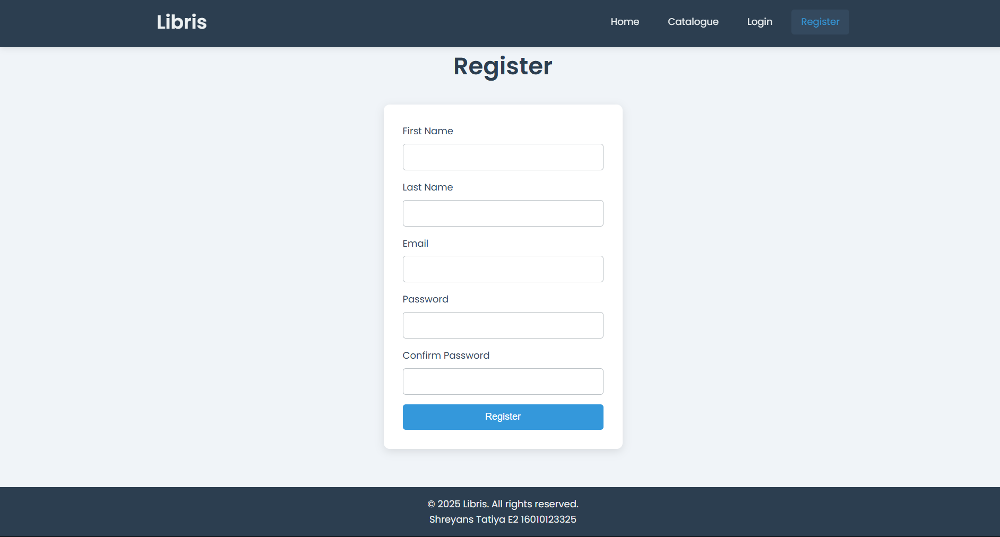 Libris
Home Catalogue Login Register
Register
First Name
Last Name
Email
Password
Confirm Password
Register
© 2025 Libris. All rights reserved.
Shreyans Tatiya E2 16010123325